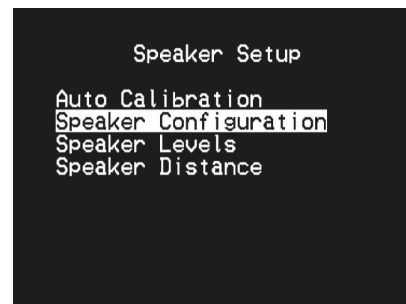 Speaker Setup
Auto Calibration
Speaker Configuration
Speaker Levels
Speaker Distance